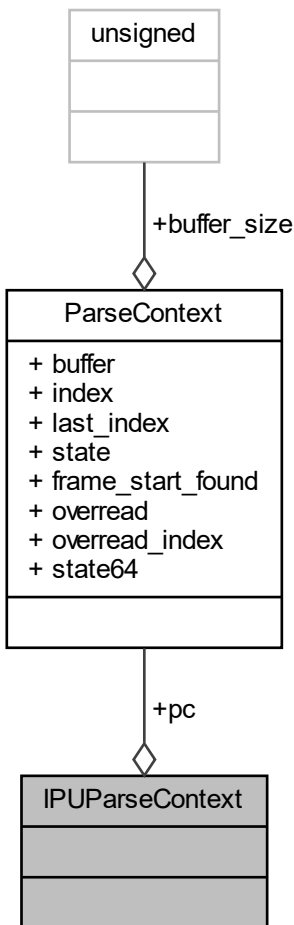 unsigned
+buffer_size
ParseContext
+ buffer
+ index
+ last_index
+ state
+ frame_start_found
+ overread
+ overread_index
+ state64
+pc
IPUParseContext